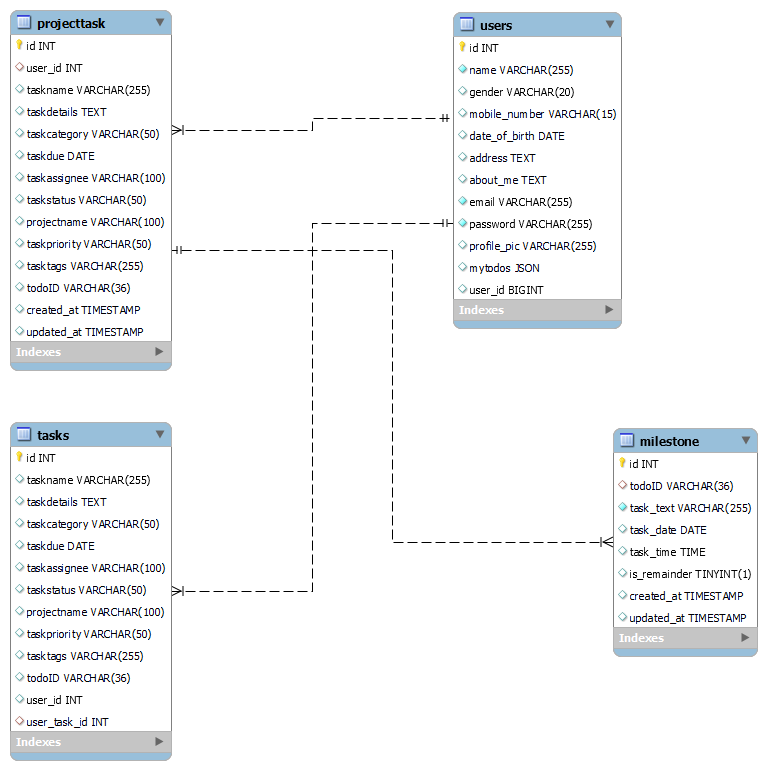 projecttask
id INT
user_id INT
taskname VARCHAR(255)
taskdetails TEXT
taskcategory VARCHAR(50)
taskdue DATE
taskassignee VARCHAR(100)
taskstatus VARCHAR(50)
projectname VARCHAR(100)
taskpriority VARCHAR(50)
tasktags VARCHAR(255)
todoID VARCHAR(36)
created_at TIMESTAMP
updated_at TIMESTAMP
Indexes
users
id INT
name VARCHAR(255)
gender VARCHAR(20)
mobile_number VARCHAR(15)
date_of_birth DATE
address TEXT
about_me TEXT
email VARCHAR(255)
password VARCHAR(255)
profile_pic VARCHAR(255)
mytodos JSON
user_id BIGINT
Indexes
tasks
id INT
taskname VARCHAR(255)
taskdetails TEXT
taskcategory VARCHAR(50)
taskdue DATE
taskassignee VARCHAR(100)
taskstatus VARCHAR(50)
projectname VARCHAR(100)
taskpriority VARCHAR(50)
tasktags VARCHAR(255)
todoID VARCHAR(36)
user_id INT
user_task_id INT
Indexes
milestone
id INT
todoID VARCHAR(36)
task_text VARCHAR(255)
task_date DATE
task_time TIME
is_remainder TINYINT(1)
created_at TIMESTAMP
updated_at TIMESTAMP
Indexes